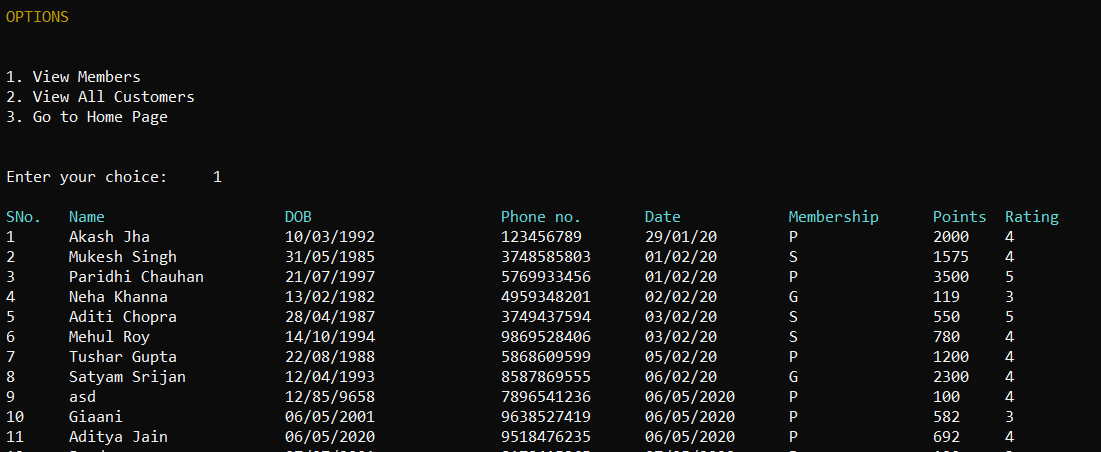 OPTIONS
1. View Members
2. View All Customers
3. Go to Home Page
Enter your choice: 1
SNo. Name DOB Phone no. Date Membership Points Rating
1 Akash Jha 10/03/1992 123456789 29/01/20 P 2000 4
2 Mukesh Singh 31/05/1985 3748585803 01/02/20 S 1575 4
3 Paridhi Chauhan 21/07/1997 5769933456 01/02/20 P 3500 5
4 Neha Khanna 13/02/1982 4959348201 02/02/20 G 119 3
5 Aditi Chopra 28/04/1987 3749437594 03/02/20 S 550 5
6 Mehul Roy 14/10/1994 9869528406 03/02/20 S 780 4
7 Tushar Gupta 22/08/1988 5868609599 05/02/20 P 1200 4
8 Satyam Srijan 12/04/1993 8587869555 06/02/20 G 2300 4
9 asd 12/85/9658 7896541236 06/05/2020 P 100 4
10 Giaani 06/05/2001 9638527419 06/05/2020 P 582 3
11 Aditya Jain 06/05/2020 9518476235 06/05/2020 P 692 4